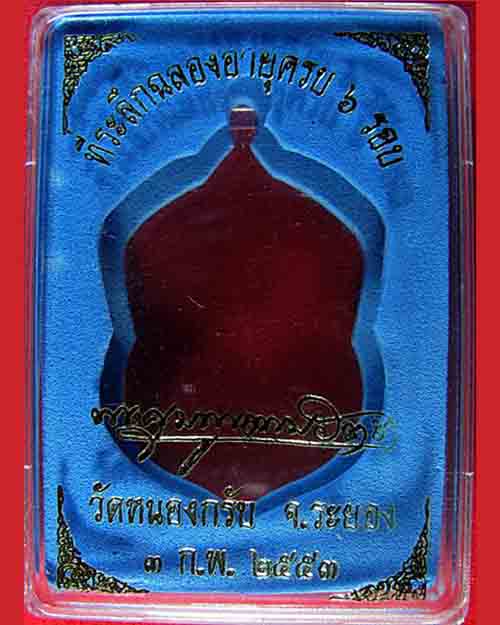 ที่ระลึกฉลองอายุครบ ๖ รอบ
วัดหนองกรับ จ.ระยอง
๓ ก.พ. ๒๕๕๓